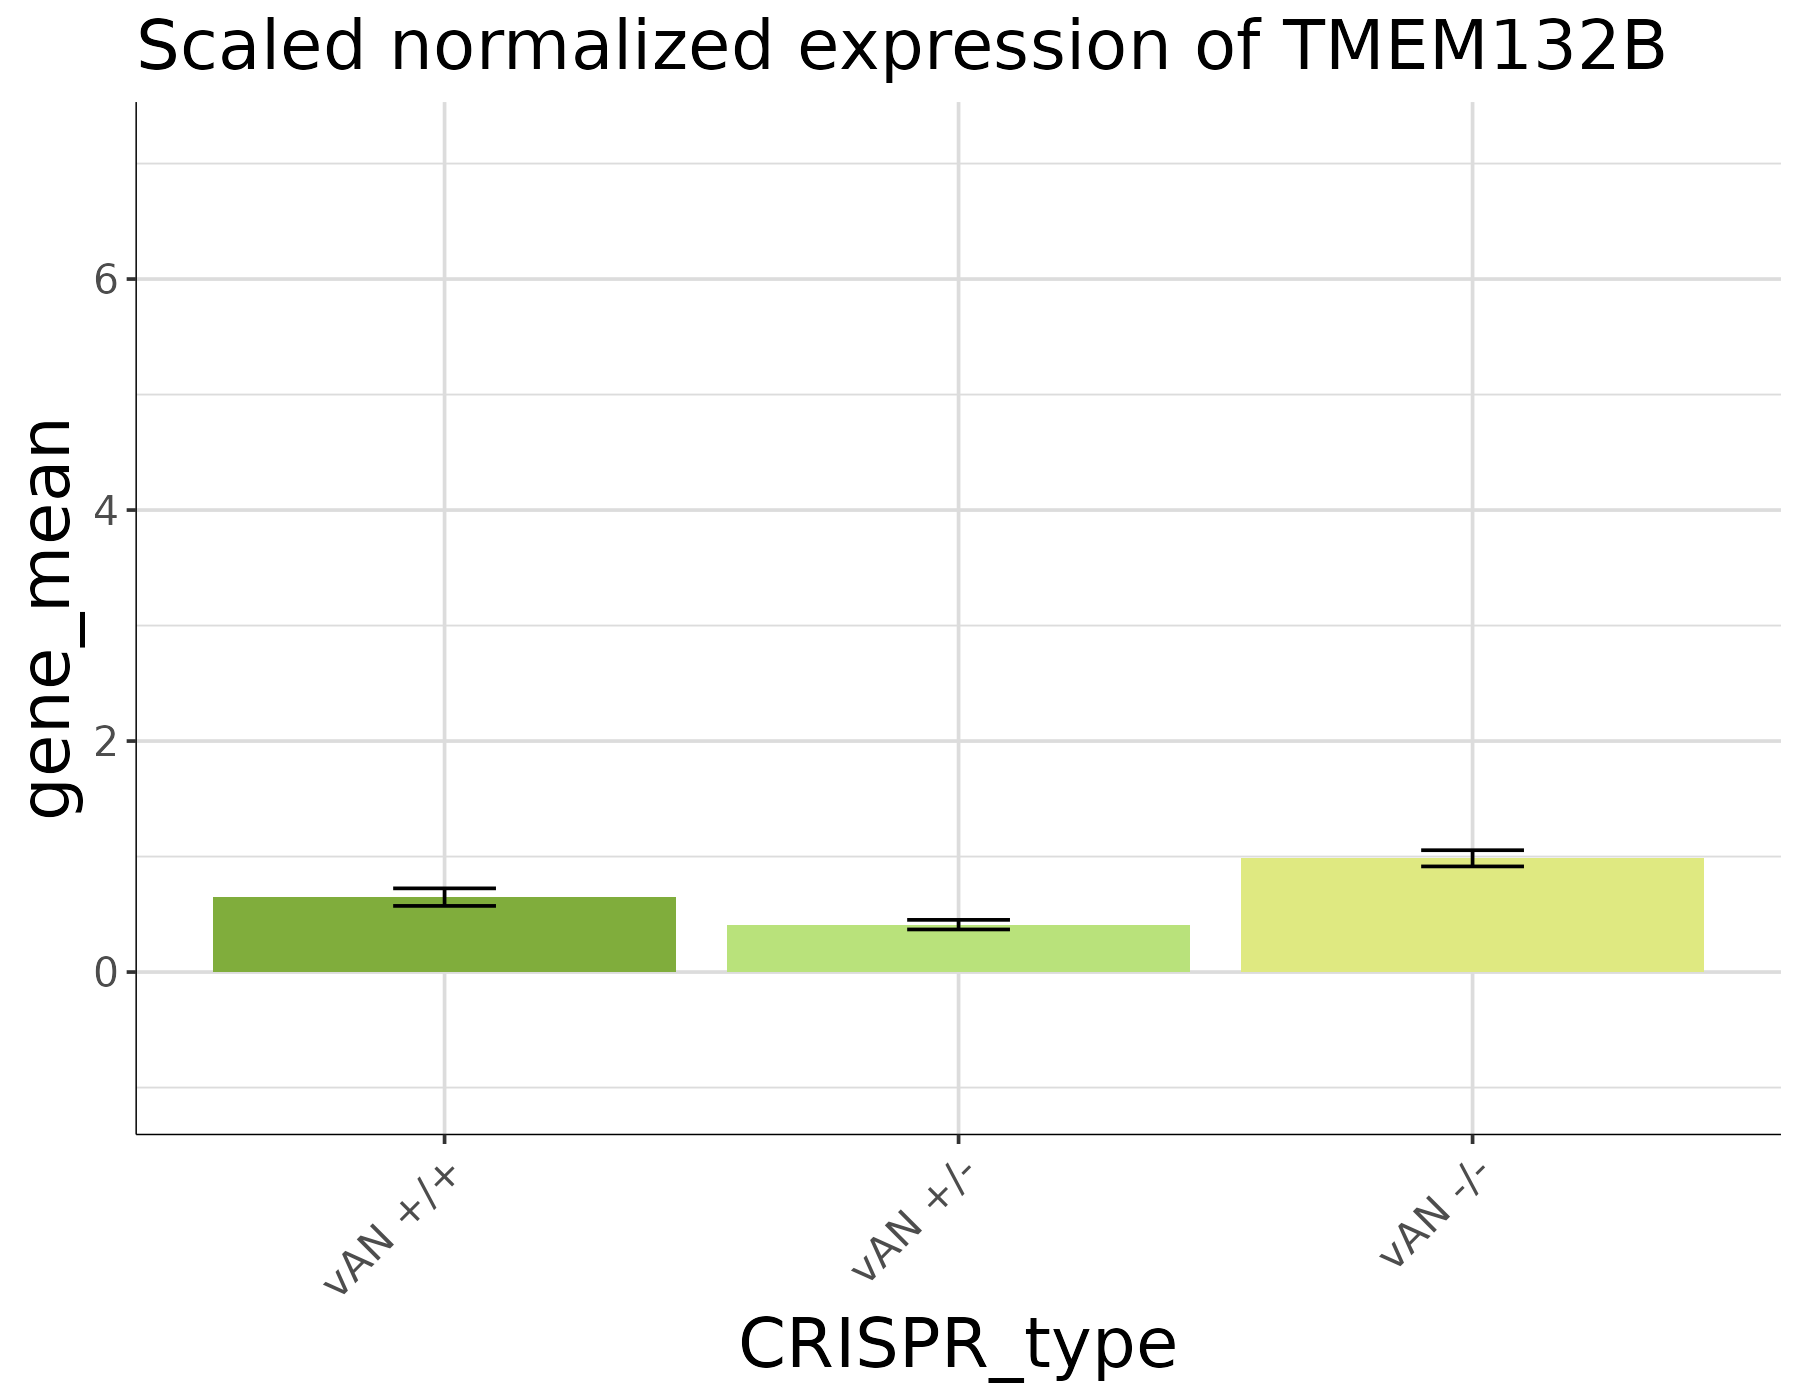 Scaled normalized expression of TMEM132B
gene_mean
6
4
2
0
vAN +/+
vAN +/-
vAN -/-
CRISPR_type